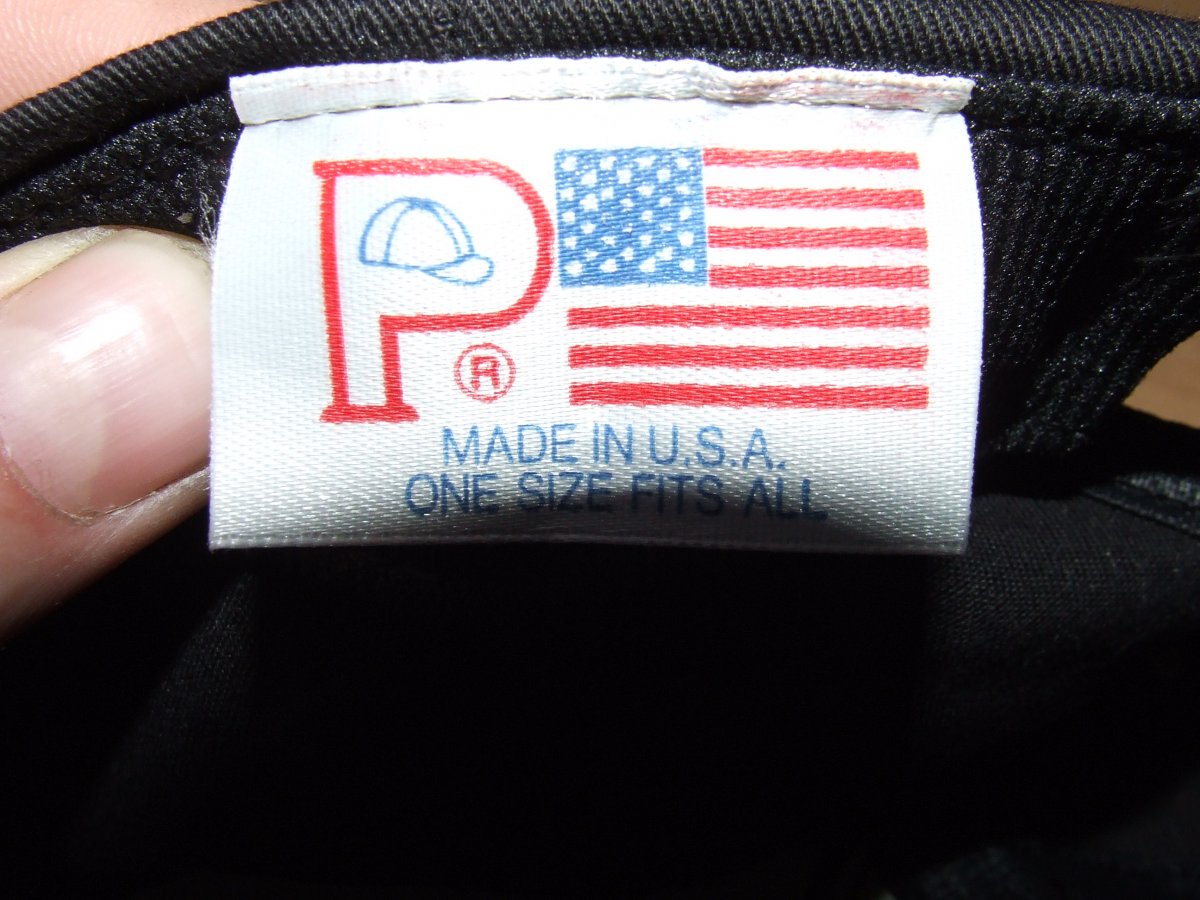 P ®
MADE IN U.S.A.
ONE SIZE FITS ALL